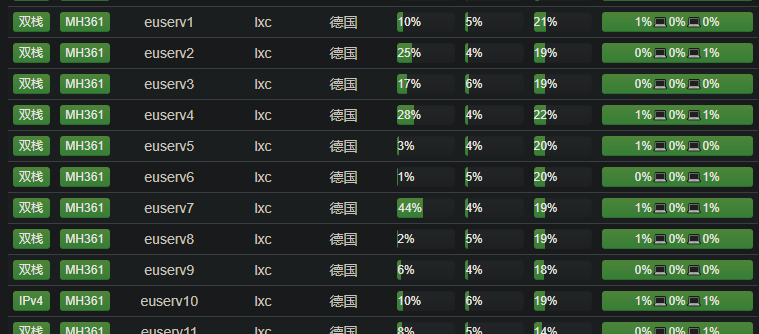 双栈 MH361 euserv1 lxc 德国 10% 5% 21% 1%💻0%💻0%
双栈 MH361 euserv2 lxc 德国 25% 4% 19% 0%💻0%💻0%
双栈 MH361 euserv3 lxc 德国 17% 6% 19% 0%💻0%💻0%
双栈 MH361 euserv4 lxc 德国 28% 4% 22% 1%💻0%💻1%
双栈 MH361 euserv5 lxc 德国 3% 4% 20% 1%💻0%💻0%
双栈 MH361 euserv6 lxc 德国 1% 5% 20% 0%💻0%💻1%
双栈 MH361 euserv7 lxc 德国 44% 4% 19% 1%💻0%💻1%
双栈 MH361 euserv8 lxc 德国 2% 5% 19% 1%💻0%💻0%
双栈 MH361 euserv9 lxc 德国 6% 4% 18% 0%💻0%💻0%
IPv4 MH361 euserv10 lxc 德国 10% 6% 19% 1%💻0%💻1%
双栈 MH361 euserv11 lxc 德国 8% 5% 14% 0%💻0%💻1%